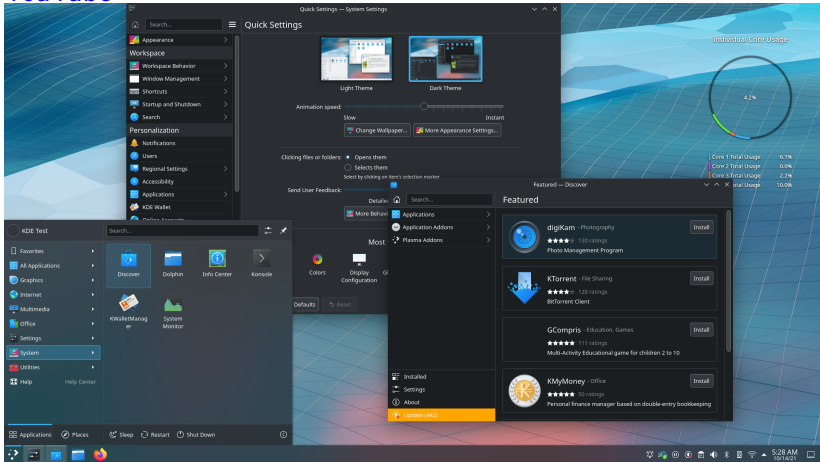 YouTube
Quick Settings — System Settings
Search...
Quick Settings
Appearance
Workspace
Workspace Behavior
Window Management
Shortcuts
Startup and Shutdown
Search
Personalization
Notifications
Users
Regional Settings
Accessibility
Applications
KDE Wallet
Online Accounts
Light Theme
Dark Theme
Animation speed:
Slow
Instant
Change Wallpaper...
More Appearance Settings...
Clicking files or folders:
Opens them
Selects them
Select by clicking on item's selection marker
Send User Feedback:
Detailed
More Behavi
Most
Colors
Display
Configuration
Defaults
Reset
Individual Core Usage
4.2%
Core 1 Total Usage 6.1%
Core 2 Total Usage 0.0%
Core 3 Total Usage 2.2%
otal Usage 10.0%
Featured — Discover
Search...
Featured
Applications
Application Addons
Plasma Addons
digiKam - Photography
Install
130 ratings
Photo Management Program
KTorrent - File Sharing
Install
128 ratings
BitTorrent Client
GCompris - Education, Games
Install
111 ratings
Multi-Activity Educational game for children 2 to 10
KMyMoney - Office
Install
50 ratings
Personal finance manager based on double-entry bookkeeping
Installed
Settings
About
Update (442)
KDE Test
Search...
Favorites
All Applications
Graphics
Internet
Multimedia
Office
Settings
System
Utilities
Help
Help Center
Discover
Dolphin
Info Center
Konsole
KWalletManag
er
System
Monitor
Applications
Places
Sleep
Restart
Shut Down
5:28 AM
10/14/21